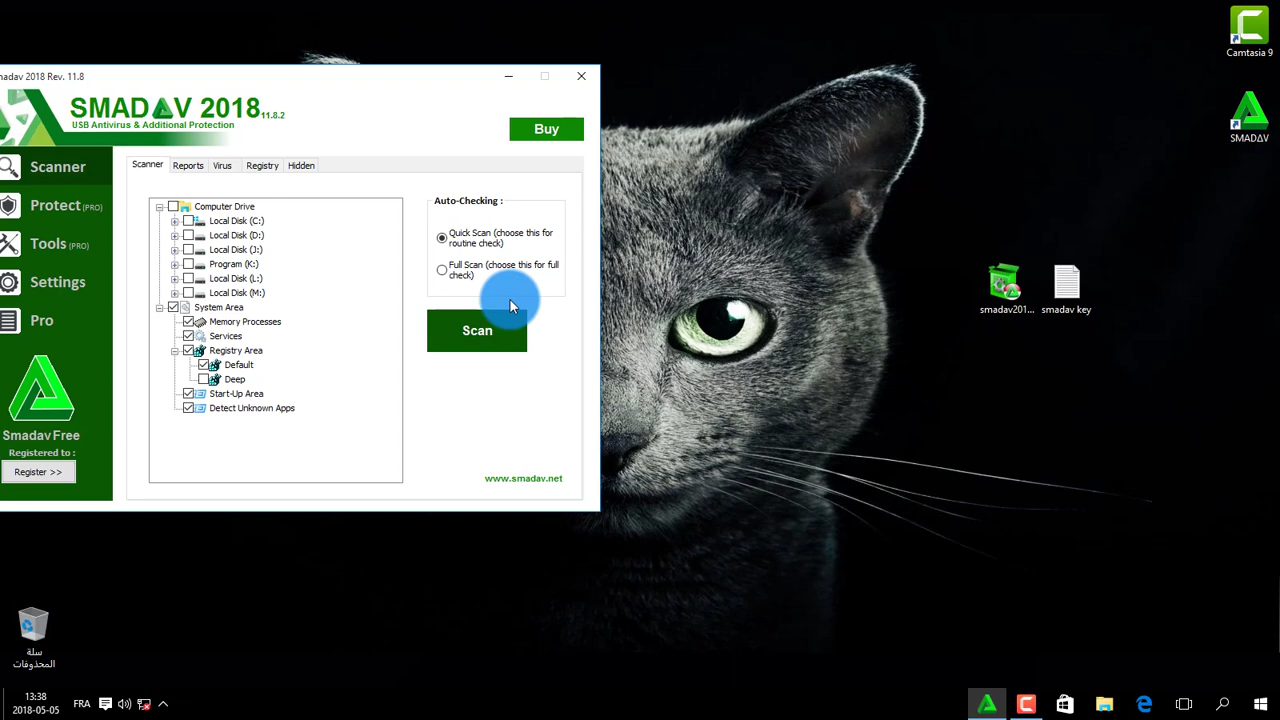 Camtasia 9
SMADΔV
smadav201...
smadav key
madav 2018 Rev. 11.8
SMADΔV 2018 11.8.2
USB Antivirus & Additional Protection
Buy
Scanner
Protect (PRO)
Tools (PRO)
Settings
Pro
Smadav Free
Registered to :
Register >>
Scanner Reports Virus Registry Hidden
Computer Drive
Local Disk (C:)
Local Disk (D:)
Local Disk (J:)
Program (K:)
Local Disk (L:)
Local Disk (M:)
System Area
Memory Processes
Services
Registry Area
Default
Deep
Start-Up Area
Detect Unknown Apps
Auto-Checking :
Quick Scan (choose this for
routine check)
Full Scan (choose this for full
check)
Scan
www.smadav.net
سلة
المحذوفات
13:38
2018-05-05
FRA